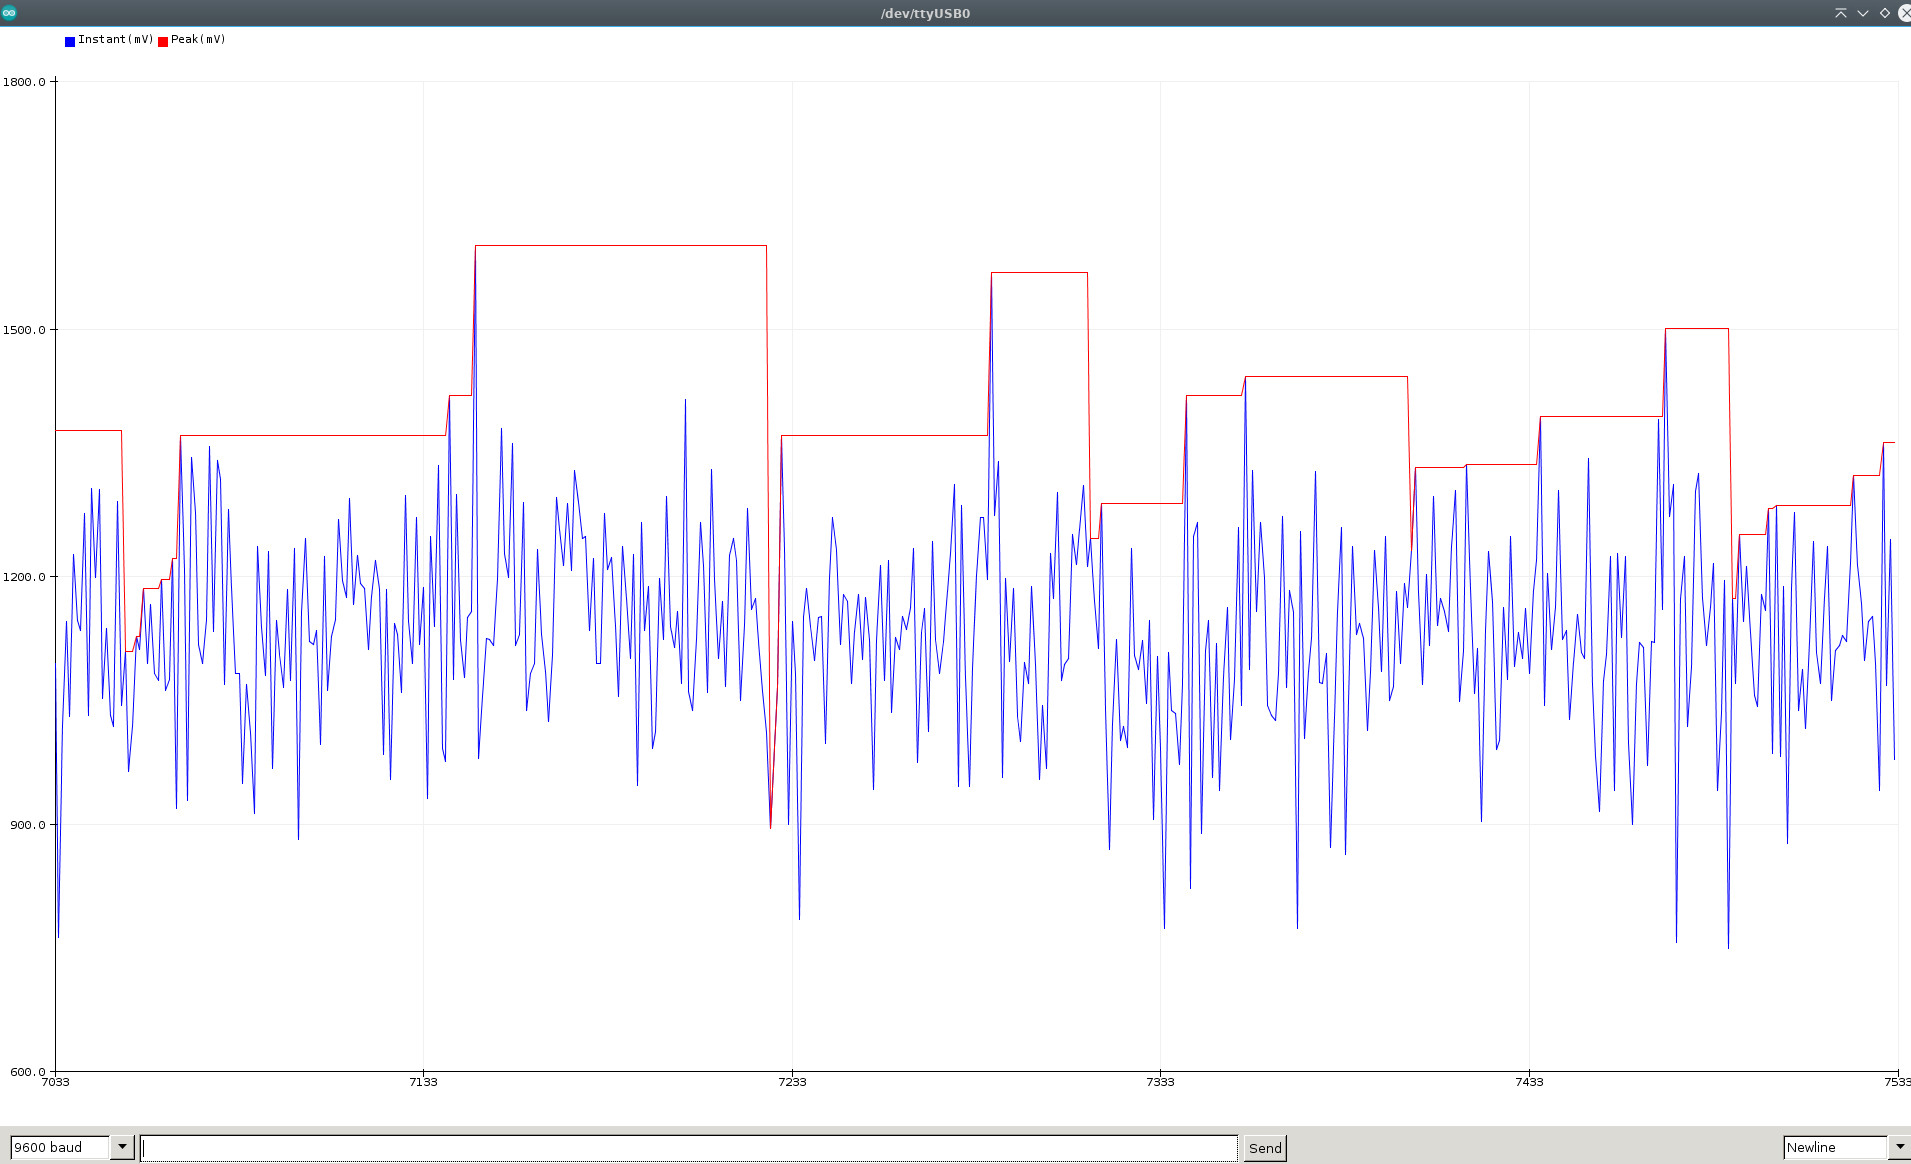 /dev/ttyUSB0
Instant(mV) Peak(mV)
1800.0
1500.0
1200.0
900.0
600.0
7033 7133 7233 7333 7433 7533
9600 baud Send Newline